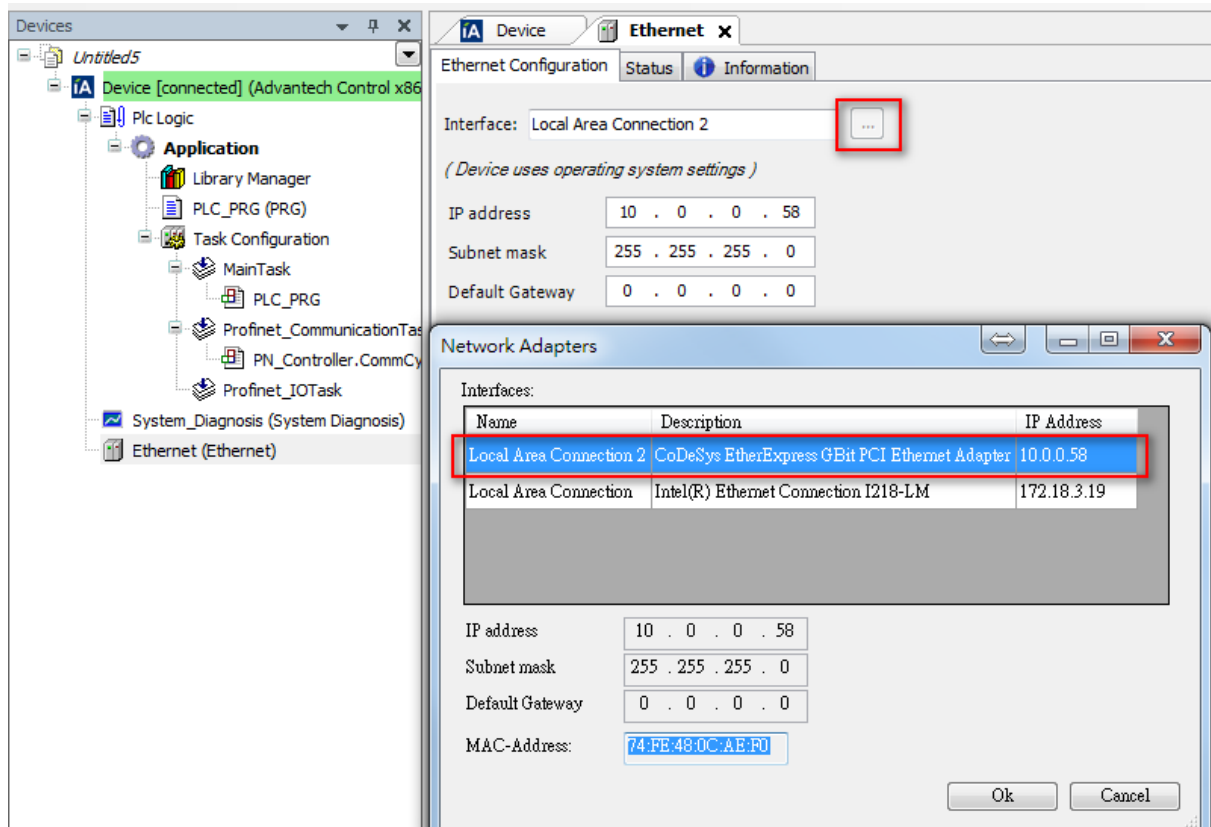 Devices
Untitled5
Device [connected] (Advantech Control x86
Plc Logic
Application
Library Manager
PLC_PRG (PRG)
Task Configuration
MainTask
PLC_PRG
Profinet_CommunicationTas
PN_Controller.CommCy
Profinet_IOTask
System_Diagnosis (System Diagnosis)
Ethernet (Ethernet)
iA Device Ethernet
Ethernet Configuration Status Information
Interface: Local Area Connection 2 ...
( Device uses operating system settings )
IP address 10 . 0 . 0 . 58
Subnet mask 255 . 255 . 255 . 0
Default Gateway 0 . 0 . 0 . 0
Network Adapters
Interfaces:
Name Description IP Address
Local Area Connection 2 CoDeSys EtherExpress GBit PCI Ethernet Adapter 10.0.0.58
Local Area Connection Intel(R) Ethernet Connection I218-LM 172.18.3.19
IP address 10 . 0 . 0 . 58
Subnet mask 255 . 255 . 255 . 0
Default Gateway 0 . 0 . 0 . 0
MAC-Address: 74:FE:48:0C:AE:F0
Ok Cancel